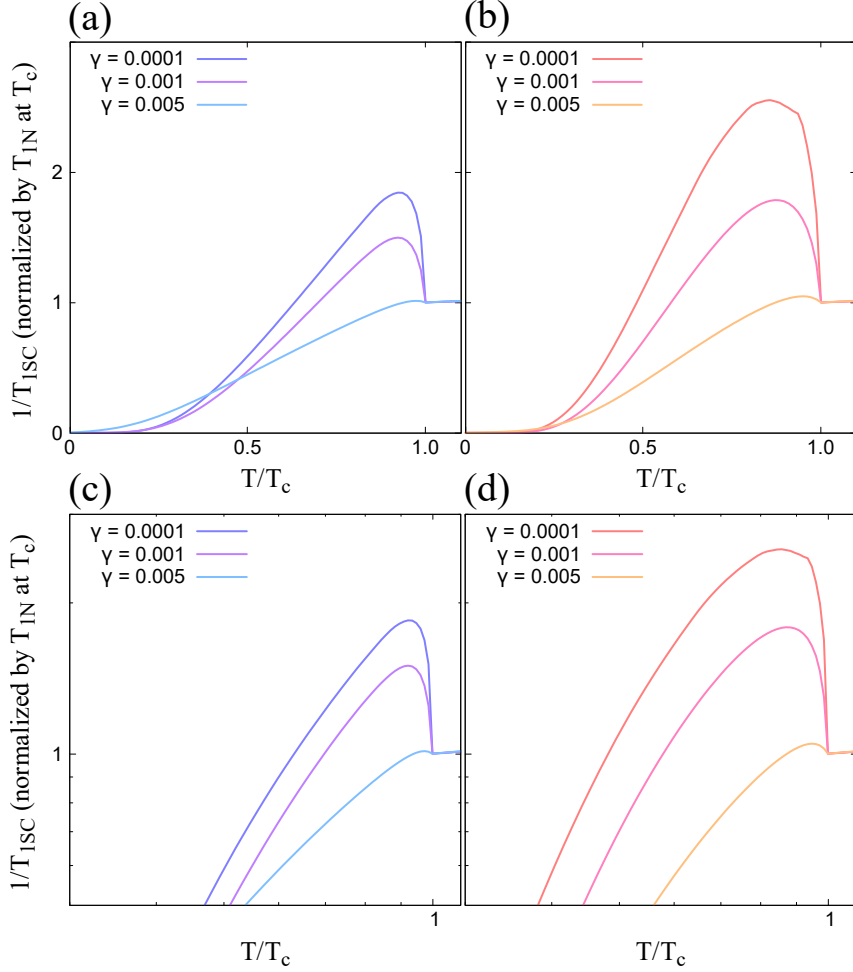 (a)
γ = 0.0001
γ = 0.001
γ = 0.005
2
1
0
0
0.5
1.0
T/Tc
1/T1SC (normalized by T1N at Tc)
(b)
γ = 0.0001
γ = 0.001
γ = 0.005
0
0.5
1.0
T/Tc
(c)
γ = 0.0001
γ = 0.001
γ = 0.005
1
1
T/Tc
1/T1SC (normalized by T1N at Tc)
(d)
γ = 0.0001
γ = 0.001
γ = 0.005
1
T/Tc